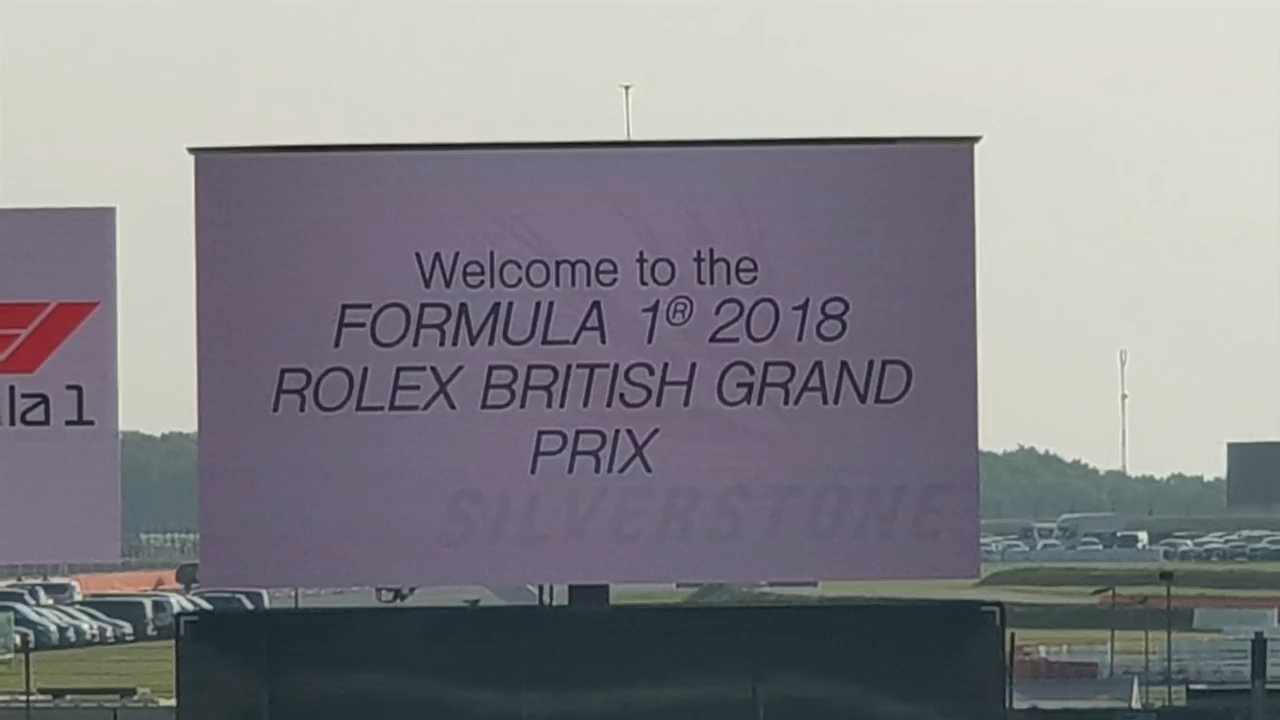 Welcome to the
FORMULA 1® 2018
ROLEX BRITISH GRAND
PRIX
SILVERSTONE
la 1